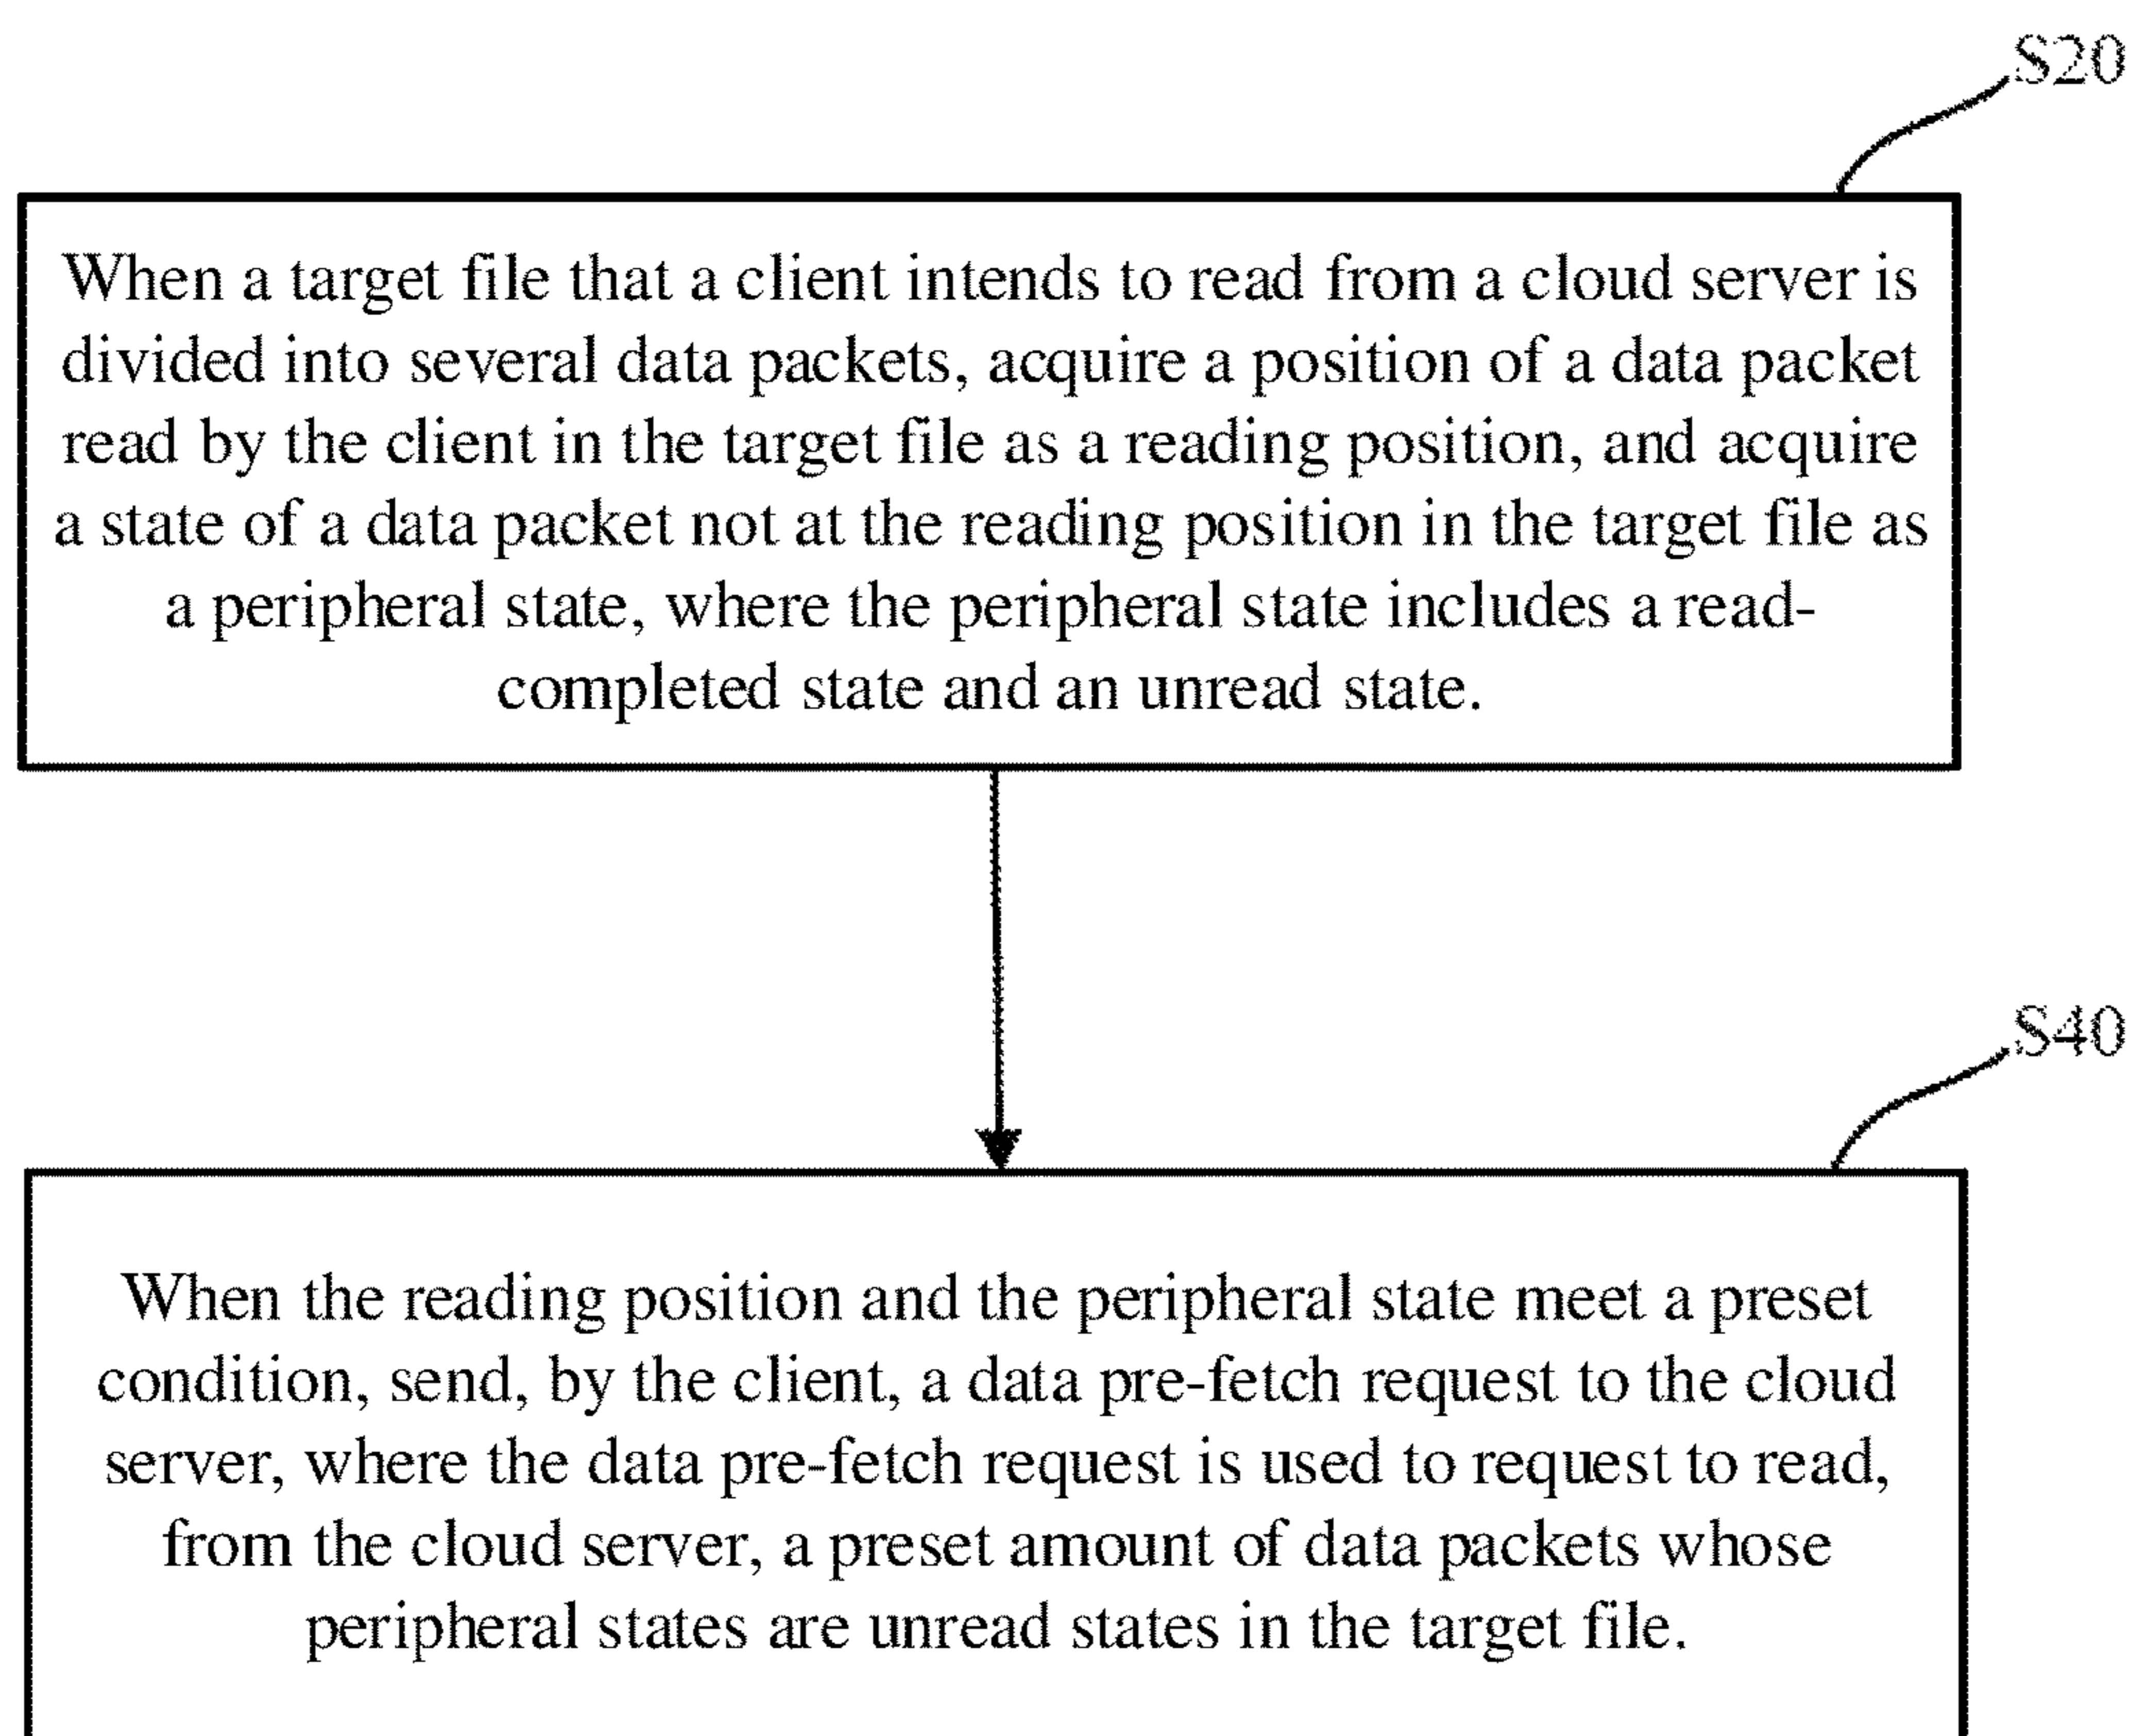 S20
When a target file that a client intends to read from a cloud server is
divided into several data packets, acquire a position of a data packet
read by the client in the target file as a reading position, and acquire
a state of a data packet not at the reading position in the target file as
a peripheral state, where the peripheral state includes a read-
completed state and an unread state.
S40
When the reading position and the peripheral state meet a preset
condition, send, by the client, a data pre-fetch request to the cloud
server, where the data pre-fetch request is used to request to read,
from the cloud server, a preset amount of data packets whose
peripheral states are unread states in the target file.